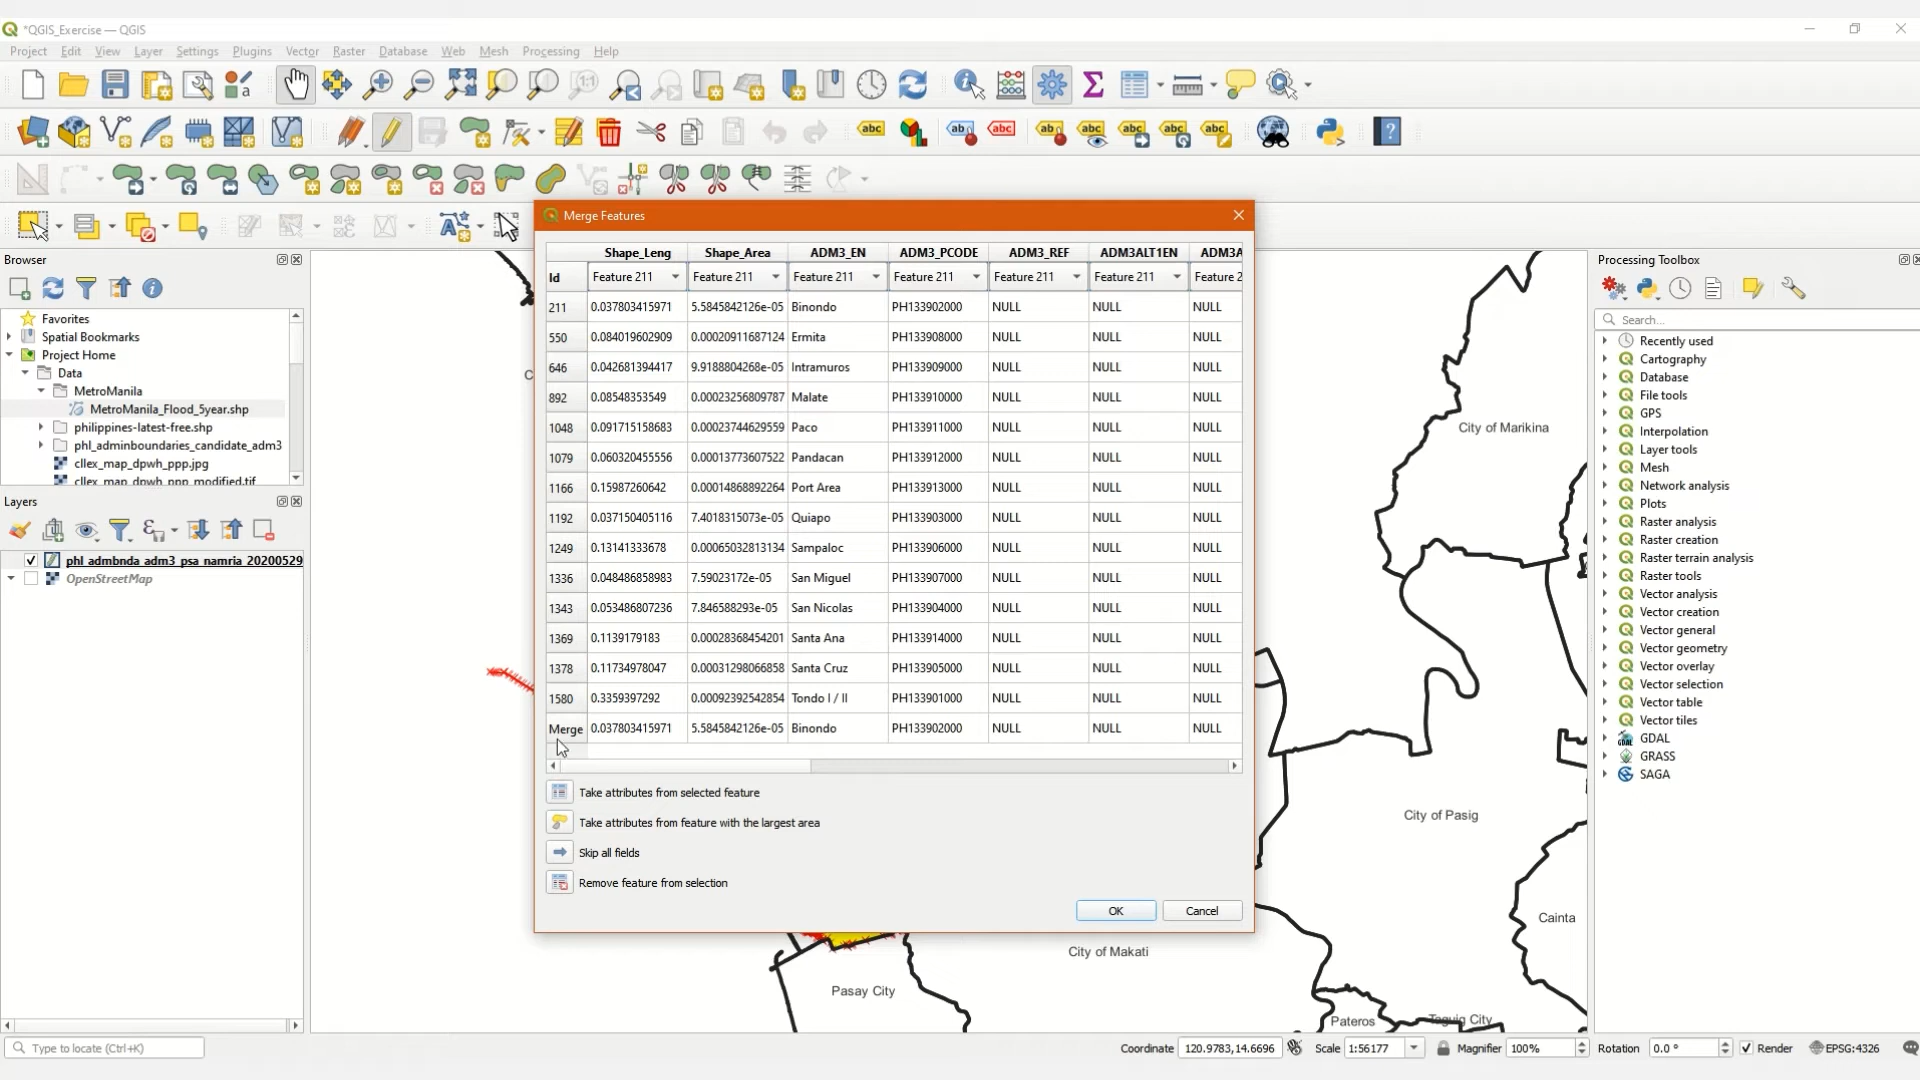 *QGIS_Exercise — QGIS
Project Edit View Layer Settings Plugins Vector Raster Database Web Mesh Processing Help
Browser
Favorites
Spatial Bookmarks
Project Home
Data
MetroManila
MetroManila_Flood_5year.shp
philippines-latest-free.shp
phl_adminboundaries_candidate_adm3
cllex_map_dpwh_ppp.jpg
cllex_map_dpwh_ppp_modified.tif
Layers
phl_admbnda_adm3_psa_namria_20200529
OpenStreetMap
Merge Features
Shape_Leng Shape_Area ADM3_EN ADM3_PCODE ADM3_REF ADM3ALT1EN ADM3A
Id Feature 211 Feature 211 Feature 211 Feature 211 Feature 211 Feature 211 Feature 2
211 0.037803415971 5.5845842126e-05 Binondo PH133902000 NULL NULL NULL
550 0.084019602909 0.00020911687124 Ermita PH133908000 NULL NULL NULL
646 0.042681394417 9.9188804268e-05 Intramuros PH133909000 NULL NULL NULL
892 0.08548353549 0.00023256809787 Malate PH133910000 NULL NULL NULL
1048 0.091715158683 0.00023744629559 Paco PH133911000 NULL NULL NULL
1079 0.060320455556 0.00013773607522 Pandacan PH133912000 NULL NULL NULL
1166 0.15987260642 0.00014868892264 Port Area PH133913000 NULL NULL NULL
1192 0.037150405116 7.4018315073e-05 Quiapo PH133903000 NULL NULL NULL
1249 0.13141333678 0.00065032813134 Sampaloc PH133906000 NULL NULL NULL
1336 0.048486858983 7.59023172e-05 San Miguel PH133907000 NULL NULL NULL
1343 0.053486807236 7.846588293e-05 San Nicolas PH133904000 NULL NULL NULL
1369 0.1139179183 0.00028368454201 Santa Ana PH133914000 NULL NULL NULL
1378 0.11734978047 0.00031298066858 Santa Cruz PH133905000 NULL NULL NULL
1580 0.3359397292 0.00092392542854 Tondo I / II PH133901000 NULL NULL NULL
Merge 0.037803415971 5.5845842126e-05 Binondo PH133902000 NULL NULL NULL
Take attributes from selected feature
Take attributes from feature with the largest area
Skip all fields
Remove feature from selection
OK Cancel
City of Marikina
City of Pasig
Cainta
City of Makati
Pasay City
Pateros
Taguig City
Processing Toolbox
Search...
Recently used
Cartography
Database
File tools
GPS
Interpolation
Layer tools
Mesh
Network analysis
Plots
Raster analysis
Raster creation
Raster terrain analysis
Raster tools
Vector analysis
Vector creation
Vector general
Vector geometry
Vector overlay
Vector selection
Vector table
Vector tiles
GDAL
GRASS
SAGA
Type to locate (Ctrl+K) Coordinate 120.9783,14.6696 Scale 1:56177 Magnifier 100% Rotation 0.0 ° Render EPSG:4326